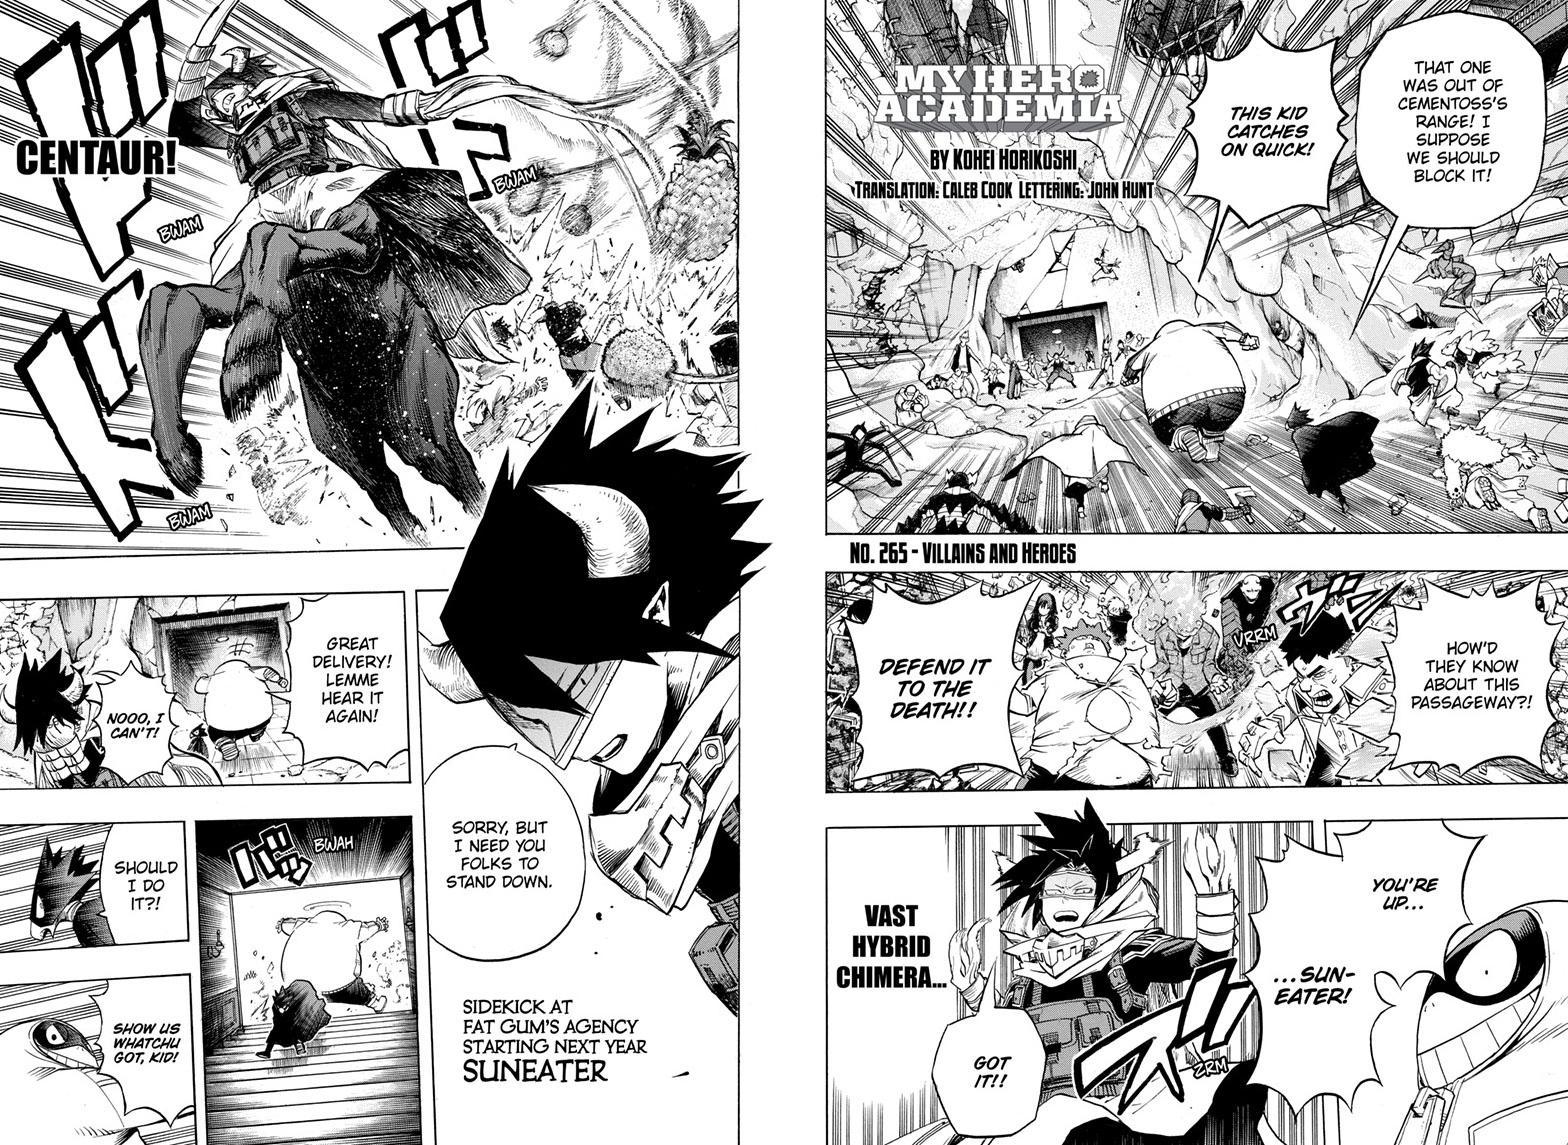 THAT ONE
WAS OUT OF
CEMENTOSS'S
RANGE! I
SUPPOSE
WE SHOULD
BLOCK IT!
THIS KID
CATCHES
ON QUICK!
MY HERO
ACADEMIA
BY KOHEI HORIKOSHI
TRANSLATION: CALEB COOK LETTERING: JOHN HUNT
NO. 265 - VILLAINS AND HEROES
HOW'D
THEY KNOW
ABOUT THIS
PASSAGEWAY?!
VRRM
DEFEND IT
TO THE
DEATH!!
YOU'RE
UP...
...SUN-
EATER!
VAST
HYBRID
CHIMERA...
GOT
IT!!
ZRM
CENTAUR!
BWAM
BWAM
BWAM
SORRY, BUT
I NEED YOU
FOLKS TO
STAND DOWN.
SIDEKICK AT
FAT GUM'S AGENCY
STARTING NEXT YEAR
SUNEATER
GREAT
DELIVERY!
LEMME
HEAR IT
AGAIN!
NOOO, I
CAN'T!
BWAH
SHOULD
I DO
IT?!
SHOW US
WHATCHU
GOT, KID!